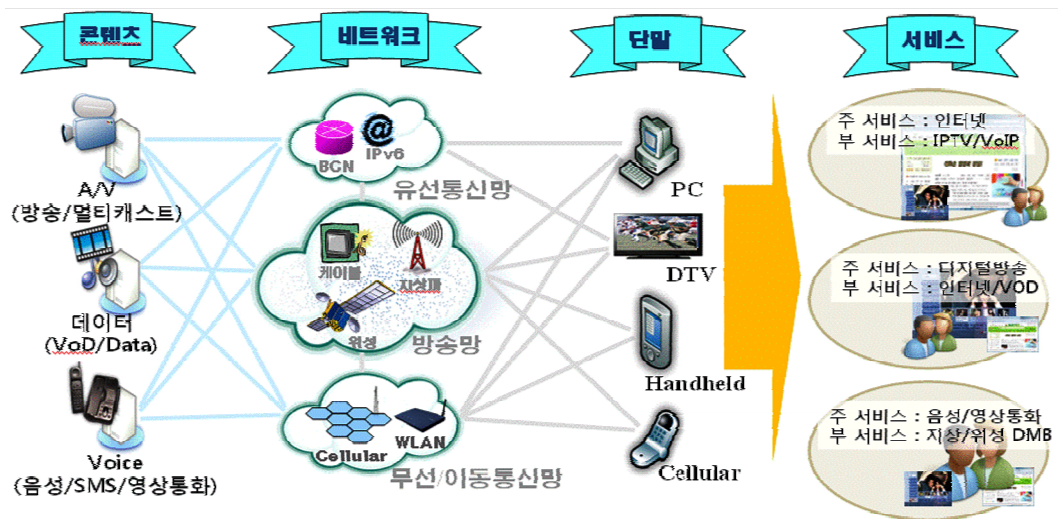 콘텐츠
네트워크
단말
서비스
A/V
(방송/멀티캐스트)
데이터
(VoD/Data)
Voice
(음성/SMS/영상통화)
@
BCN
IPv6
유선통신망
케이블
지상파
위성
방송망
Cellular
WLAN
무선/이동통신망
PC
DTV
Handheld
Cellular
주 서비스 : 인터넷
부 서비스 : IPTV/VoIP
주 서비스 : 디지털방송
부 서비스 : 인터넷/VOD
주 서비스 : 음성/영상통화
부 서비스 : 지상/위성 DMB